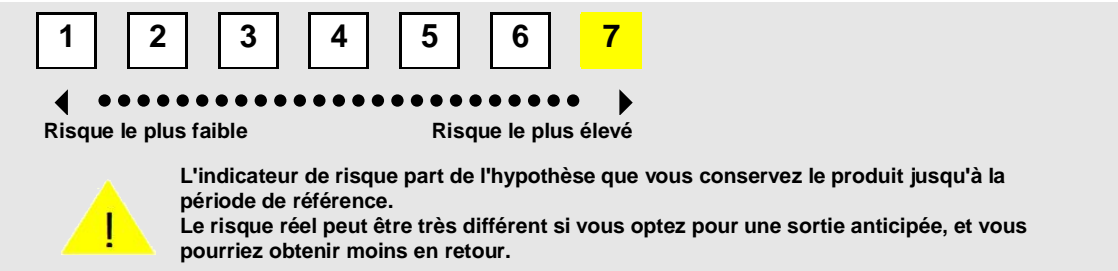 1 2 3 4 5 6 7
Risque le plus faible Risque le plus élevé
L'indicateur de risque part de l'hypothèse que vous conservez le produit jusqu'à la
période de référence.
Le risque réel peut être très différent si vous optez pour une sortie anticipée, et vous
pourriez obtenir moins en retour.
!